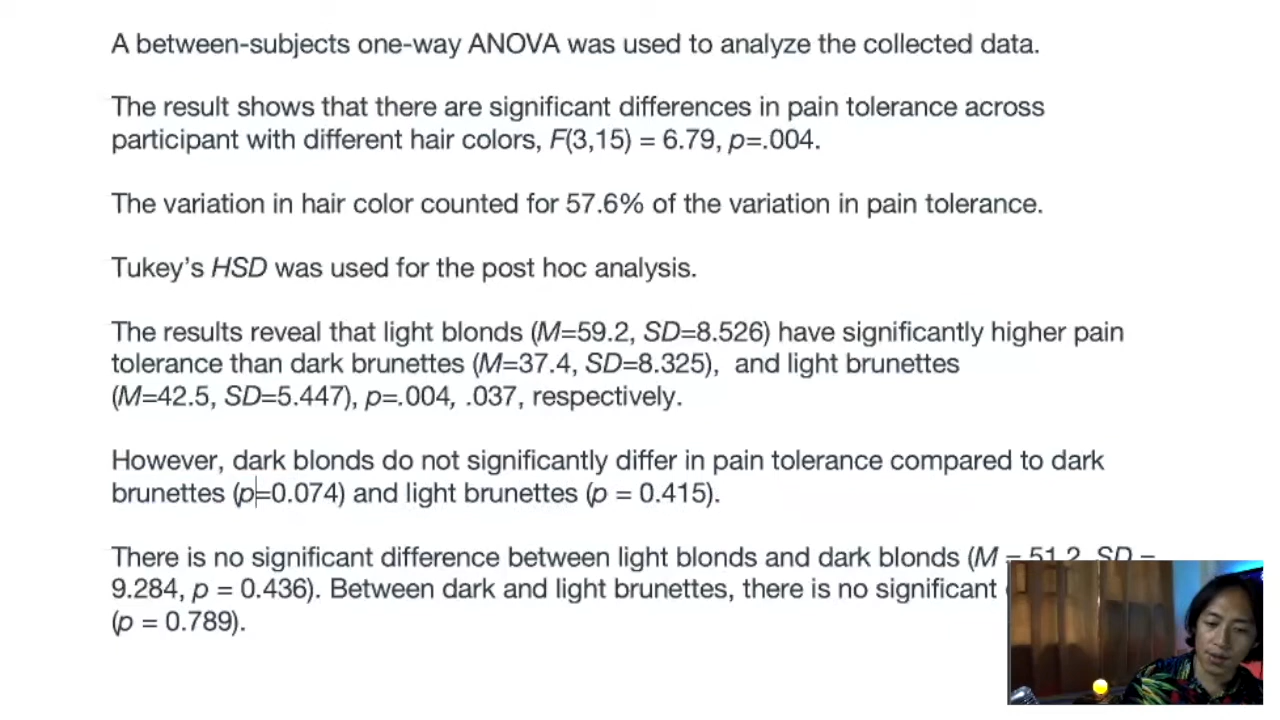 A between-subjects one-way ANOVA was used to analyze the collected data.
The result shows that there are significant differences in pain tolerance across
participant with different hair colors, F(3,15) = 6.79, p=.004.
The variation in hair color counted for 57.6% of the variation in pain tolerance.
Tukey’s HSD was used for the post hoc analysis.
The results reveal that light blonds (M=59.2, SD=8.526) have significantly higher pain
tolerance than dark brunettes (M=37.4, SD=8.325),  and light brunettes
(M=42.5, SD=5.447), p=.004, .037, respectively.
However, dark blonds do not significantly differ in pain tolerance compared to dark
brunettes (p=0.074) and light brunettes (p = 0.415).
There is no significant difference between light blonds and dark blonds (M = 51.2, SD =
9.284, p = 0.436). Between dark and light brunettes, there is no significant
(p = 0.789).